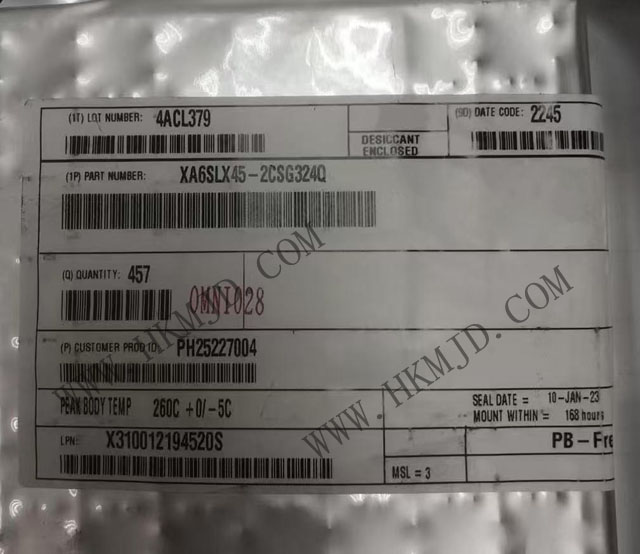 (1T) LOT NUMBER: 4ACL379
(9D) DATE CODE: 2245
DESICCANT
ENCLOSED
(1P) PART NUMBER: XA6SLX45-2CSG324Q
(Q) QUANTITY: 457
OMNI028
(P) CUSTOMER PROD ID: PH25227004
PEAK BODY TEMP 260C +0/-5C
SEAL DATE = 10-JAN-23
MOUNT WITHIN = 168 hours
LPN: X310012194520S
PB-Fre
MSL = 3
WWW.HKMJD.COM
WWW.HKMJD.COM